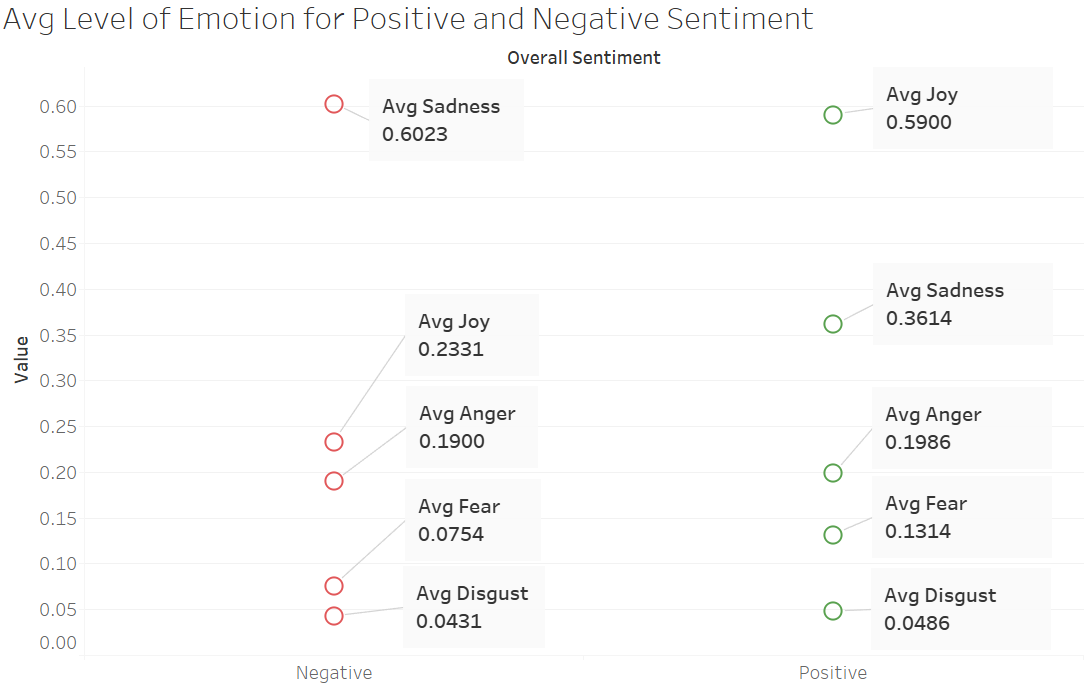 Avg Level of Emotion for Positive and Negative Sentiment
Overall Sentiment
Value
0.60
0.55
0.50
0.45
0.40
0.35
0.30
0.25
0.20
0.15
0.10
0.05
0.00
Avg Sadness
0.6023
Avg Joy
0.2331
Avg Anger
0.1900
Avg Fear
0.0754
Avg Disgust
0.0431
Avg Joy
0.5900
Avg Sadness
0.3614
Avg Anger
0.1986
Avg Fear
0.1314
Avg Disgust
0.0486
Negative
Positive